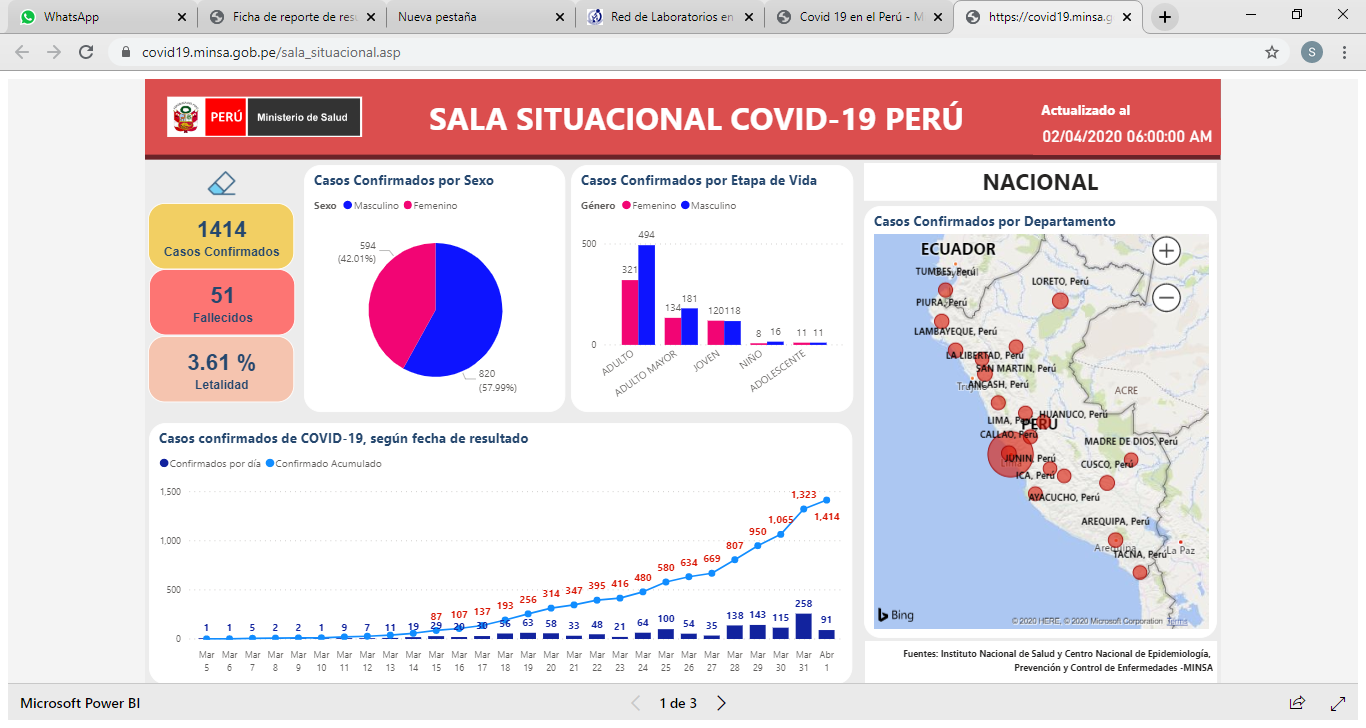 WhatsApp
Ficha de reporte de res
Nueva pestaña
Red de Laboratorios en
Covid 19 en el Perú - M
https://covid19.minsa.g
covid19.minsa.gob.pe/sala_situacional.asp
S
PERÚ
Ministerio de Salud
SALA SITUACIONAL COVID-19 PERÚ
Actualizado al
02/04/2020 06:00:00 AM
1414
Casos Confirmados
51
Fallecidos
3.61 %
Letalidad
Casos Confirmados por Sexo
Sexo Masculino Femenino
594
(42.01%)
820
(57.99%)
Casos Confirmados por Etapa de Vida
Género Femenino Masculino
500
0
321 494
134 181
120 118
8 16
11 11
ADULTO
ADULTO MAYOR
JOVEN
NIÑO
ADOLESCENTE
NACIONAL
Casos Confirmados por Departamento
ECUADOR
TUMBES, Perú
LORETO, Perú
PIURA, Perú
LAMBAYEQUE, Perú
LA LIBERTAD, Perú
SAN MARTIN, Perú
ANCASH, Perú
ACRE
HUANUCO, Perú
LIMA, Perú
PERÚ
CALLAO, Perú
MADRE DE DIOS, Perú
JUNIN, Perú
Lima
CUSCO, Perú
ICA, Perú
AYACUCHO, Perú
AREQUIPA, Perú
Arequipa
TACNA, Perú
La Paz
Bing
© 2020 HERE, © 2020 Microsoft Corporation Terms
Casos confirmados de COVID-19, según fecha de resultado
Confirmados por día Confirmado Acumulado
1,500
1,000
500
0
87 107 137 193 256 314 347 395 416 480 580 634 669 807 950 1,065 1,323 1,414
1 1 5 2 2 1 9 7 11 19 29 20 30 56 63 58 33 48 21 64 100 54 35 138 143 115 258 91
Mar Mar Mar Mar Mar Mar Mar Mar Mar Mar Mar Mar Mar Mar Mar Mar Mar Mar Mar Mar Mar Mar Mar Mar Mar Mar Mar Abr
5 6 7 8 9 10 11 12 13 14 15 16 17 18 19 20 21 22 23 24 25 26 27 28 29 30 31 1
Fuentes: Instituto Nacional de Salud y Centro Nacional de Epidemiología,
Prevención y Control de Enfermedades -MINSA
Microsoft Power BI
1 de 3